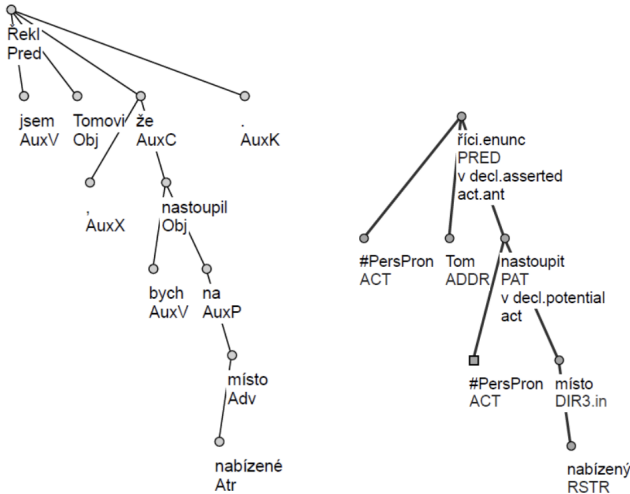 Řekl
Pred
jsem
AuxV
Tomovi
Obj
že
AuxC
.
AuxK
,
AuxX
nastoupil
Obj
bych
AuxV
na
AuxP
místo
Adv
nabízené
Atr
říci.enunc
PRED
v decl.asserted
act.ant
#PersPron
ACT
Tom
ADDR
nastoupit
PAT
v decl.potential
act
#PersPron
ACT
místo
DIR3.in
nabízený
RSTR